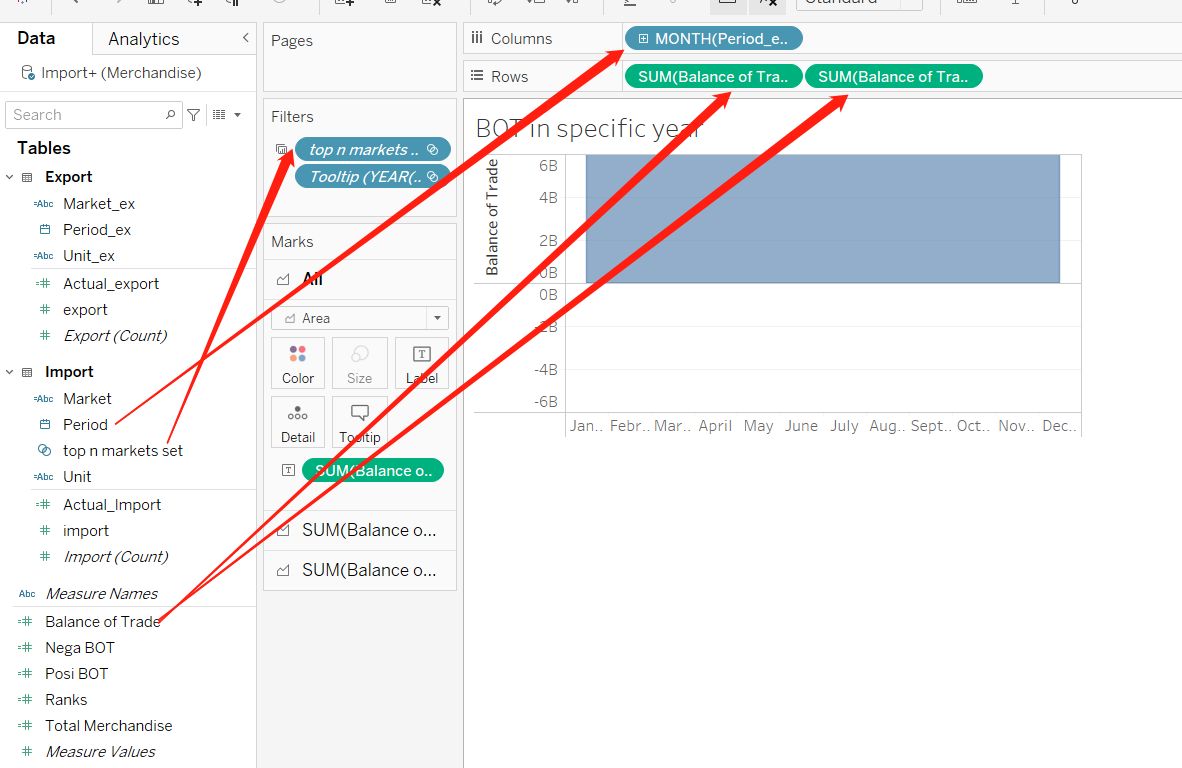 Standard
Data
Analytics
Import+ (Merchandise)
Search
Tables
Export
Abc Market_ex
Period_ex
Abc Unit_ex
Actual_export
export
Export (Count)
Import
Abc Market
Period
top n markets set
Abc Unit
Actual_Import
import
Import (Count)
Abc Measure Names
Balance of Trade
Nega BOT
Posi BOT
Ranks
Total Merchandise
Measure Values
Pages
Filters
top n markets ..
Tooltip (YEAR(..
Marks
All
Area
Color
Size
T
Label
Detail
Tooltip
T SUM(Balance o..
SUM(Balance o...
SUM(Balance o...
Columns
MONTH(Period_e..
Rows
SUM(Balance of Tra..
SUM(Balance of Tra..
BOT in specific year
Balance of Trade
6B
4B
2B
0B
0B
-2B
-4B
-6B
Jan.. Febr.. Mar.. April May June July Aug.. Sept.. Oct.. Nov.. Dec..